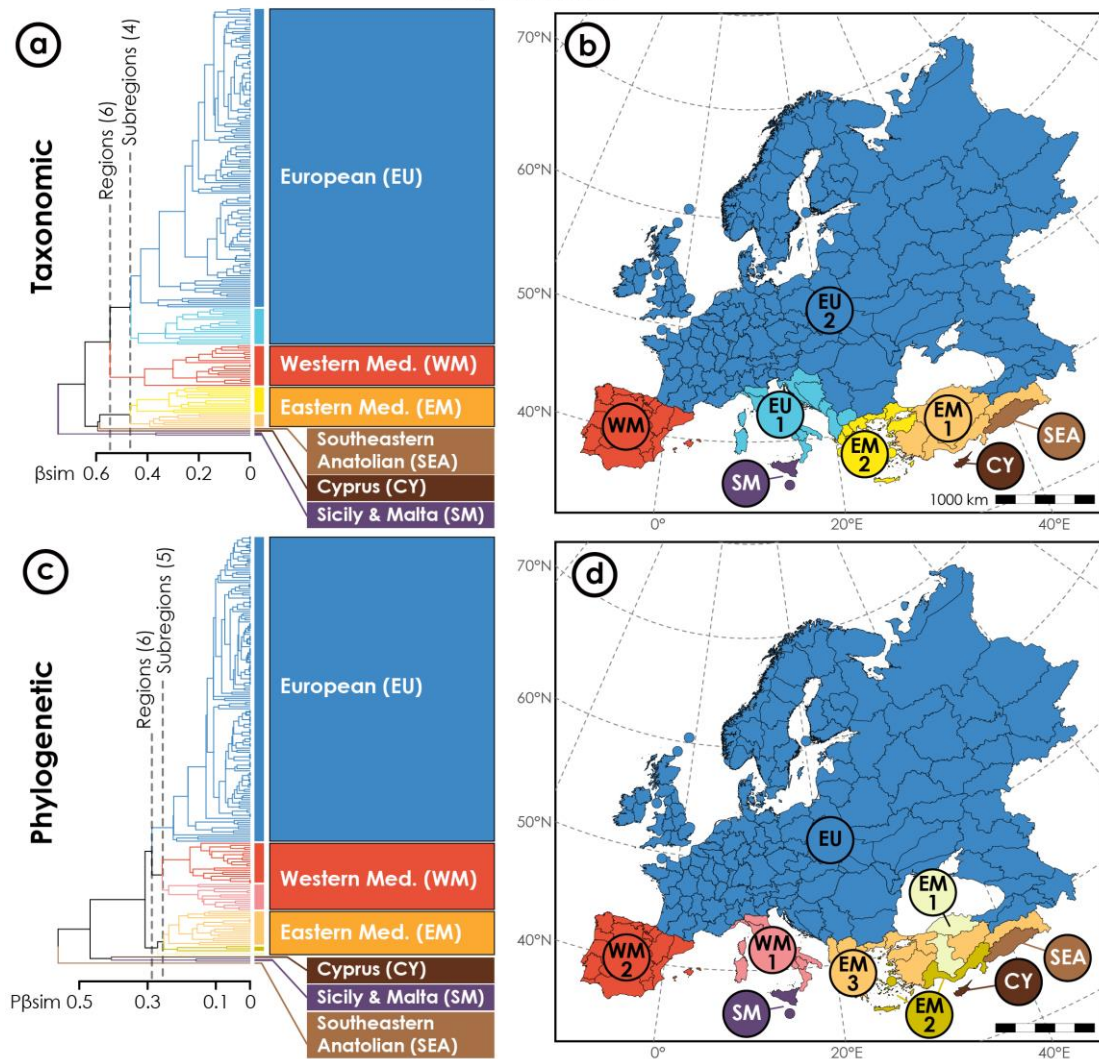 a
Taxonomic
Regions (6)
Subregions (4)
European (EU)
Western Med. (WM)
Eastern Med. (EM)
Southeastern
Anatolian (SEA)
Cyprus (CY)
Sicily & Malta (SM)
βsim
0.6 0.4 0.2 0
b
70°N
60°N
50°N
40°N
EU
2
WM
EU
1
EM
1
SEA
EM
2
CY
SM
1000 km
0° 20°E 40°E
c
Phylogenetic
Regions (6)
Subregions (5)
European (EU)
Western Med. (WM)
Eastern Med. (EM)
Cyprus (CY)
Sicily & Malta (SM)
Southeastern
Anatolian (SEA)
Pβsim 0.5 0.3 0.1 0
d
70°N
60°N
50°N
40°N
EU
EM
1
WM
2
WM
1
EM
3
SEA
CY
SM
EM
2
0° 20°E 40°E